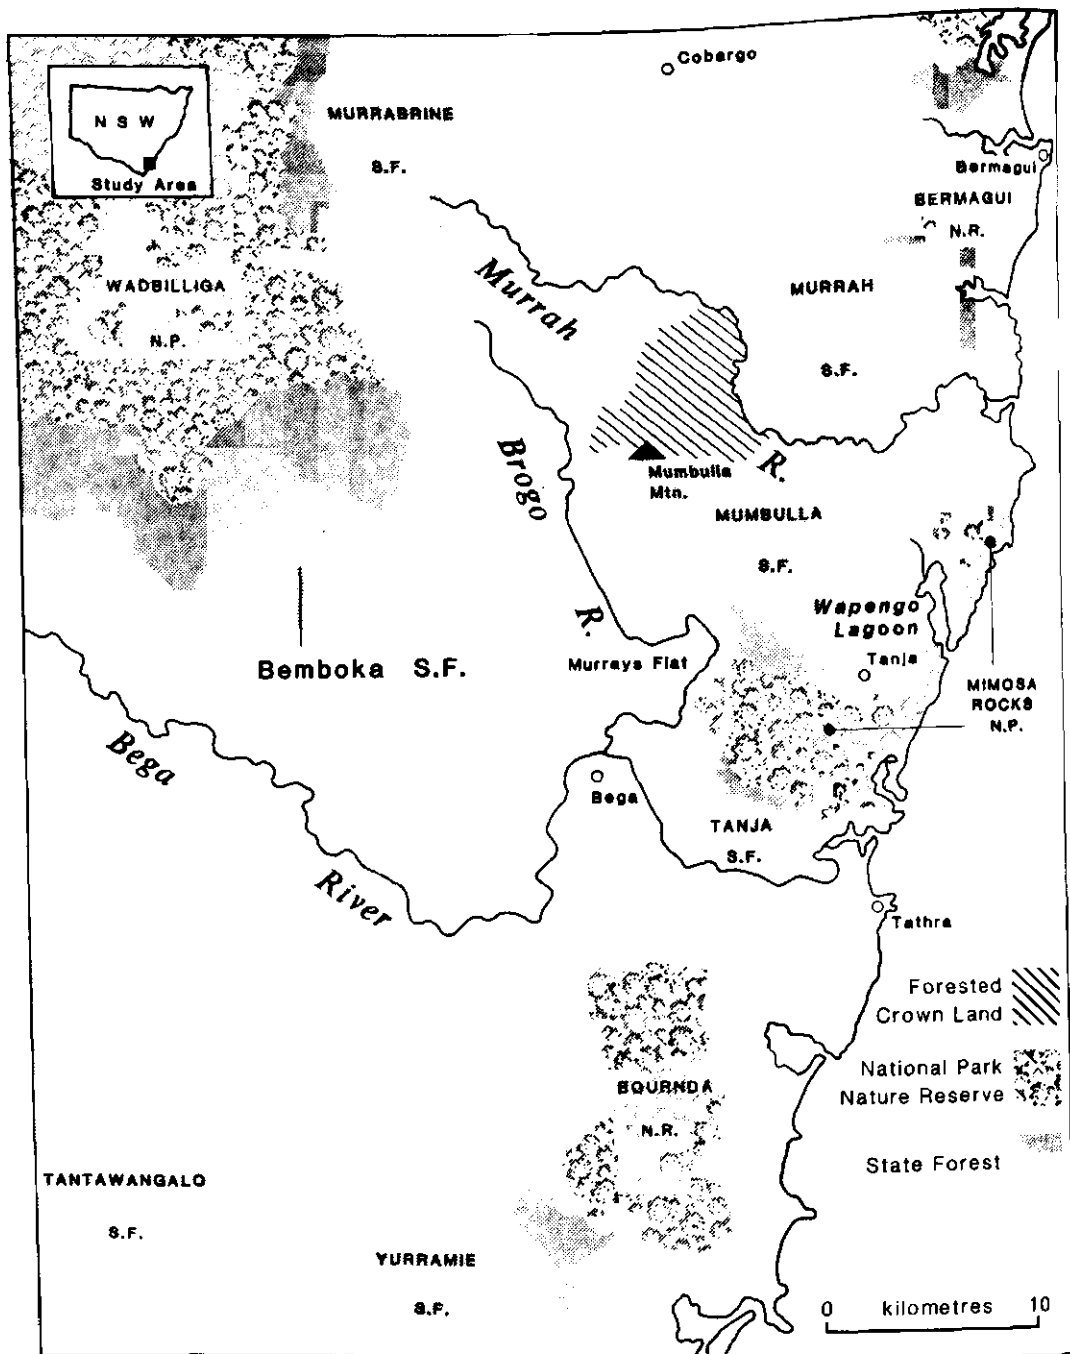 Cobargo
MURRABRINE
S.F.
N S W
Study Area
Bermagui
BERMAGUI
N.R.
Murrah
R.
WADBILLIGA
N.P.
MURRAH
S.F.
Brogo
R.
Mumbulla
Mtn.
MUMBULLA
S.F.
Wapengo
Lagoon
Tanja
Murrays Flat
Bemboka S.F.
MIMOSA
ROCKS
N.P.
Bega
River
Bega
TANJA
S.F.
Tathra
Forested
Crown Land
BOURNDA
N.R.
National Park
Nature Reserve
State Forest
TANTAWANGALO
S.F.
YURRAMIE
S.F.
0 kilometres 10